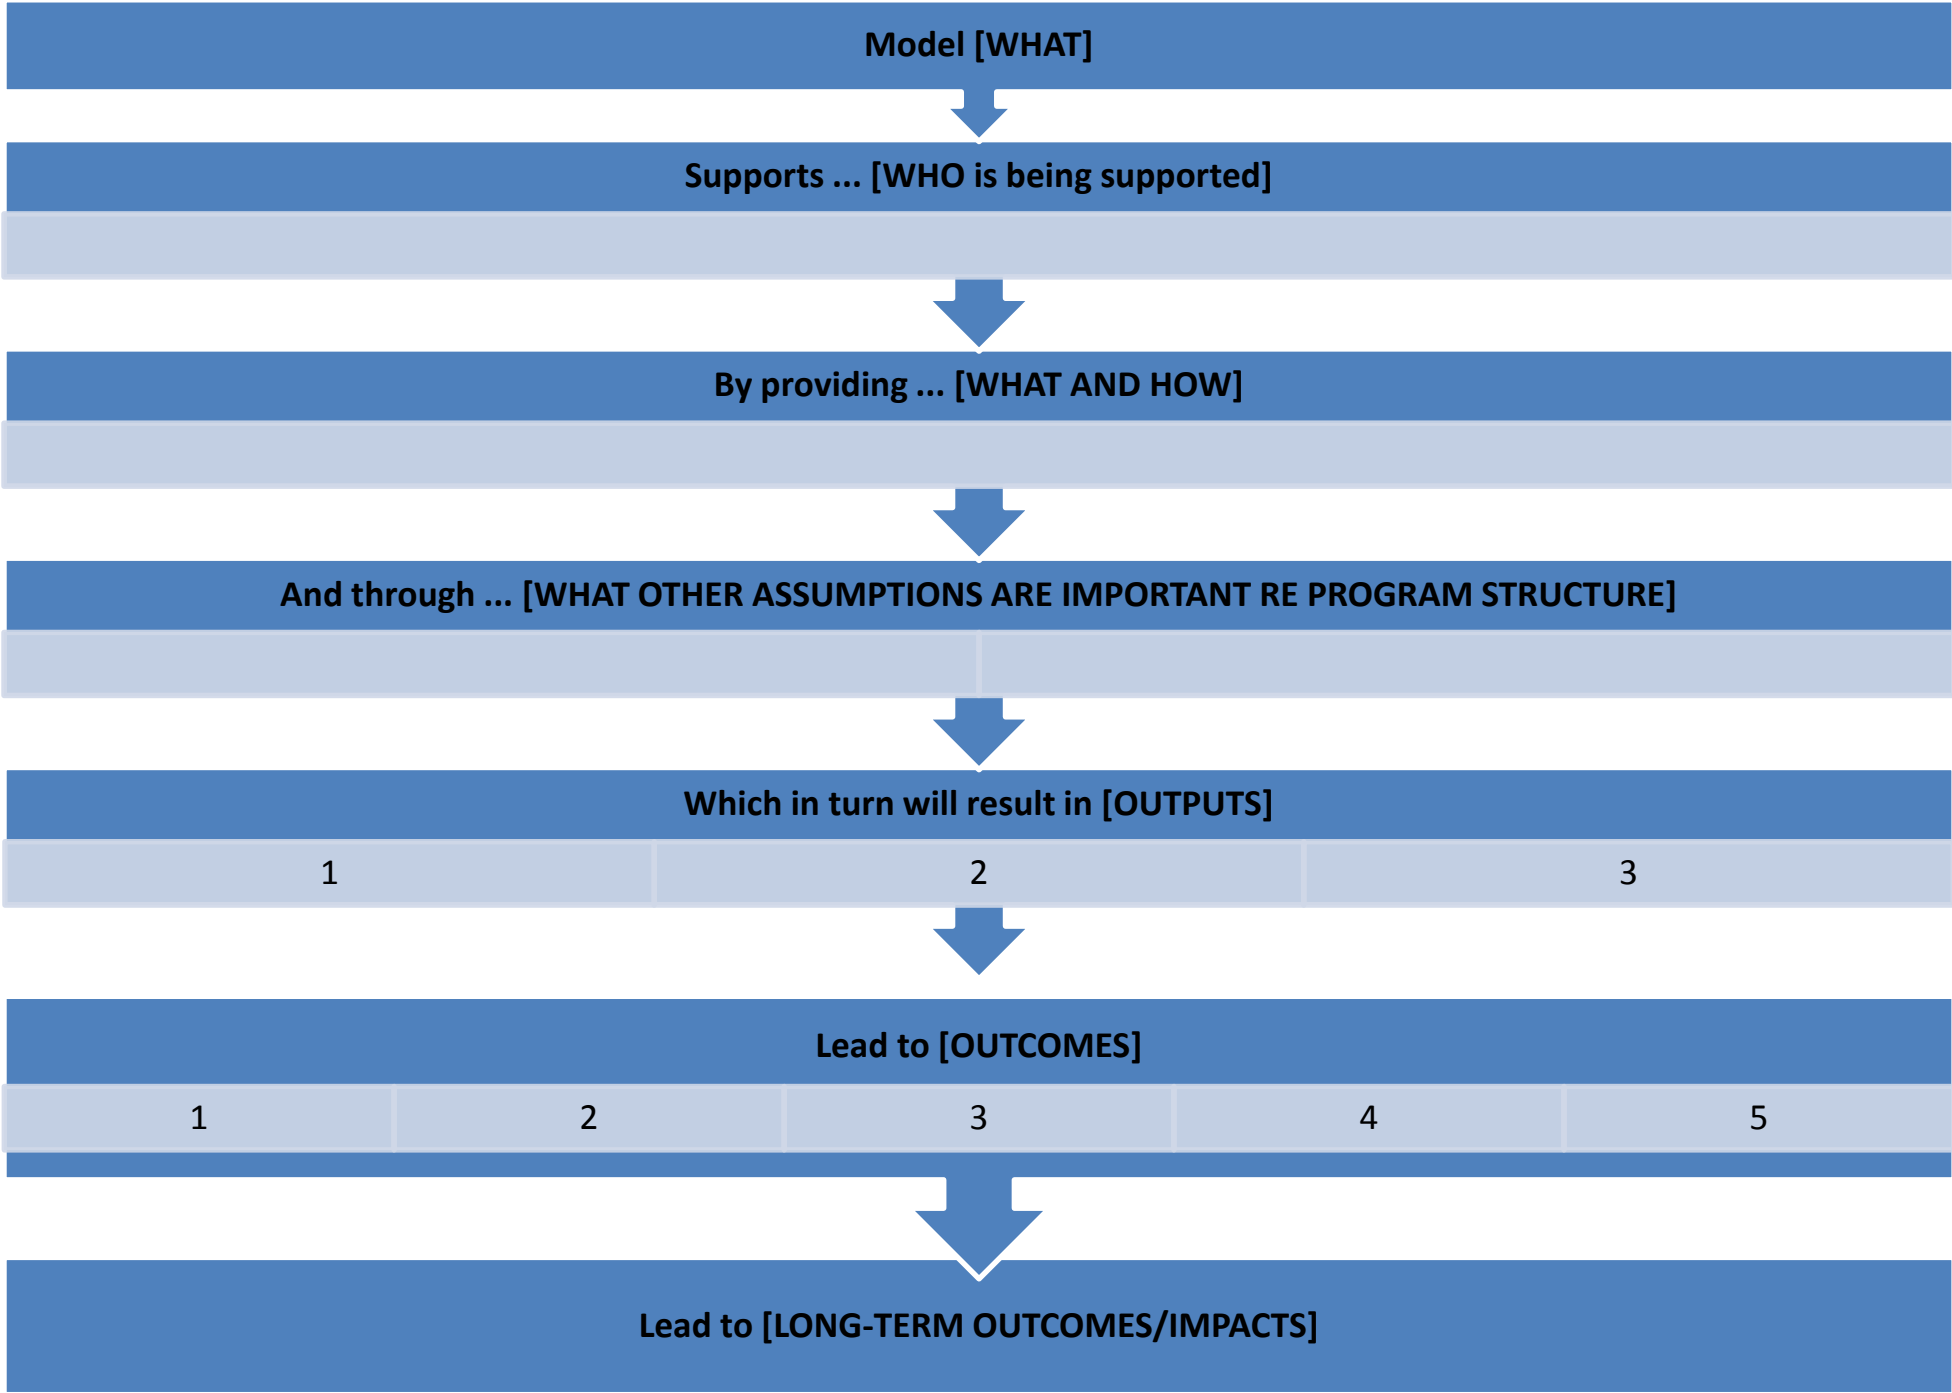 Model [WHAT]
Supports ... [WHO is being supported]
By providing ... [WHAT AND HOW]
And through ... [WHAT OTHER ASSUMPTIONS ARE IMPORTANT RE PROGRAM STRUCTURE]
Which in turn will result in [OUTPUTS]
1 2 3
Lead to [OUTCOMES]
1 2 3 4 5
Lead to [LONG-TERM OUTCOMES/IMPACTS]